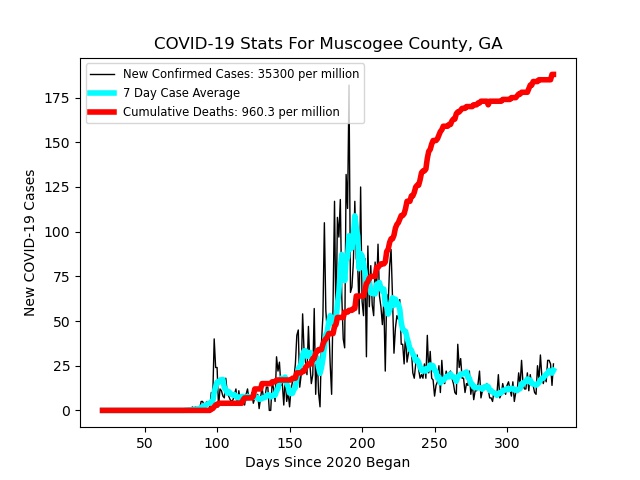 COVID-19 Stats For Muscogee County, GA
New Confirmed Cases: 35300 per million
7 Day Case Average
Cumulative Deaths: 960.3 per million
New COVID-19 Cases
175
150
125
100
75
50
25
0
50 100 150 200 250 300
Days Since 2020 Began